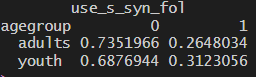 use_s_syn_fol
agegroup 0 1
adults 0.7351966 0.2648034
youth 0.6876944 0.3123056